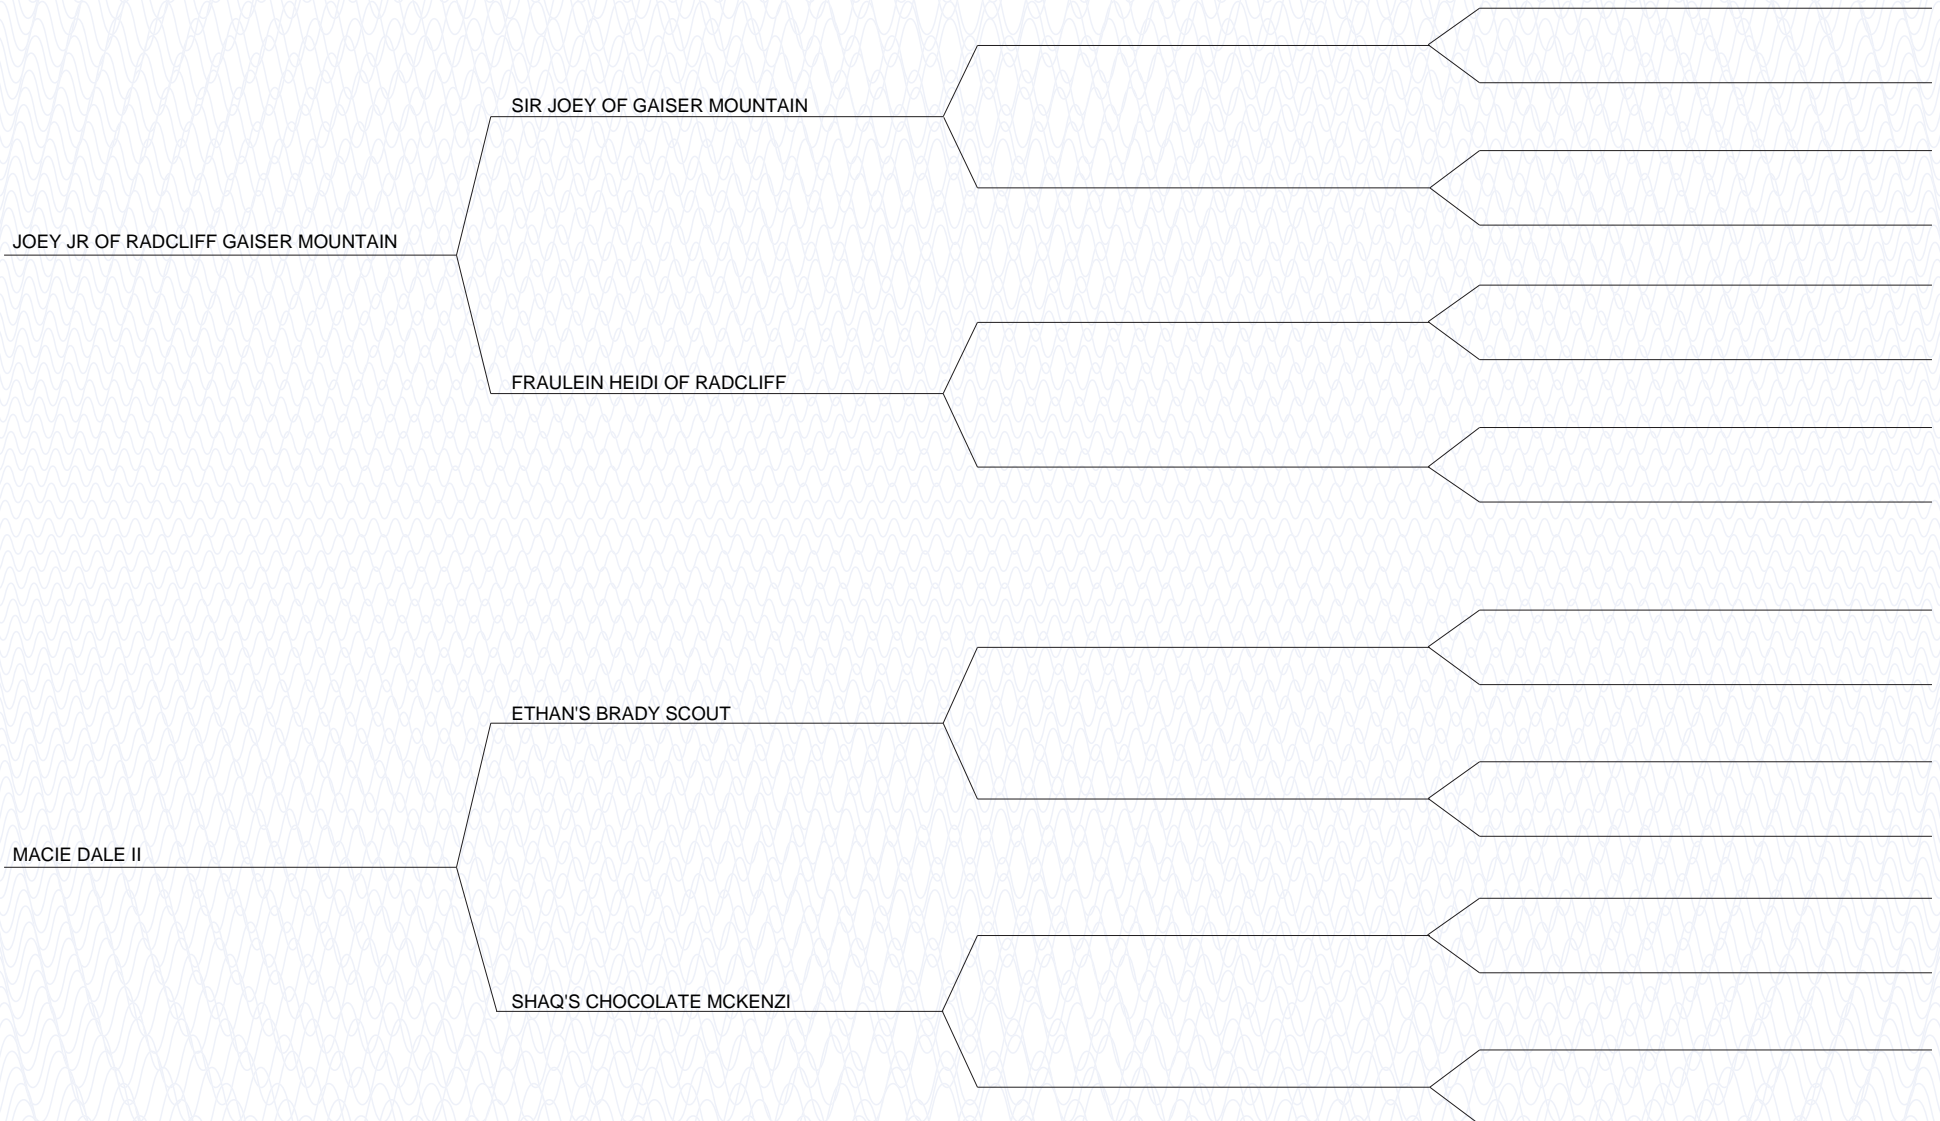 SIR JOEY OF GAISER MOUNTAIN
JOEY JR OF RADCLIFF GAISER MOUNTAIN
FRAULEIN HEIDI OF RADCLIFF
ETHAN'S BRADY SCOUT
MACIE DALE II
SHAQ'S CHOCOLATE MCKENZI